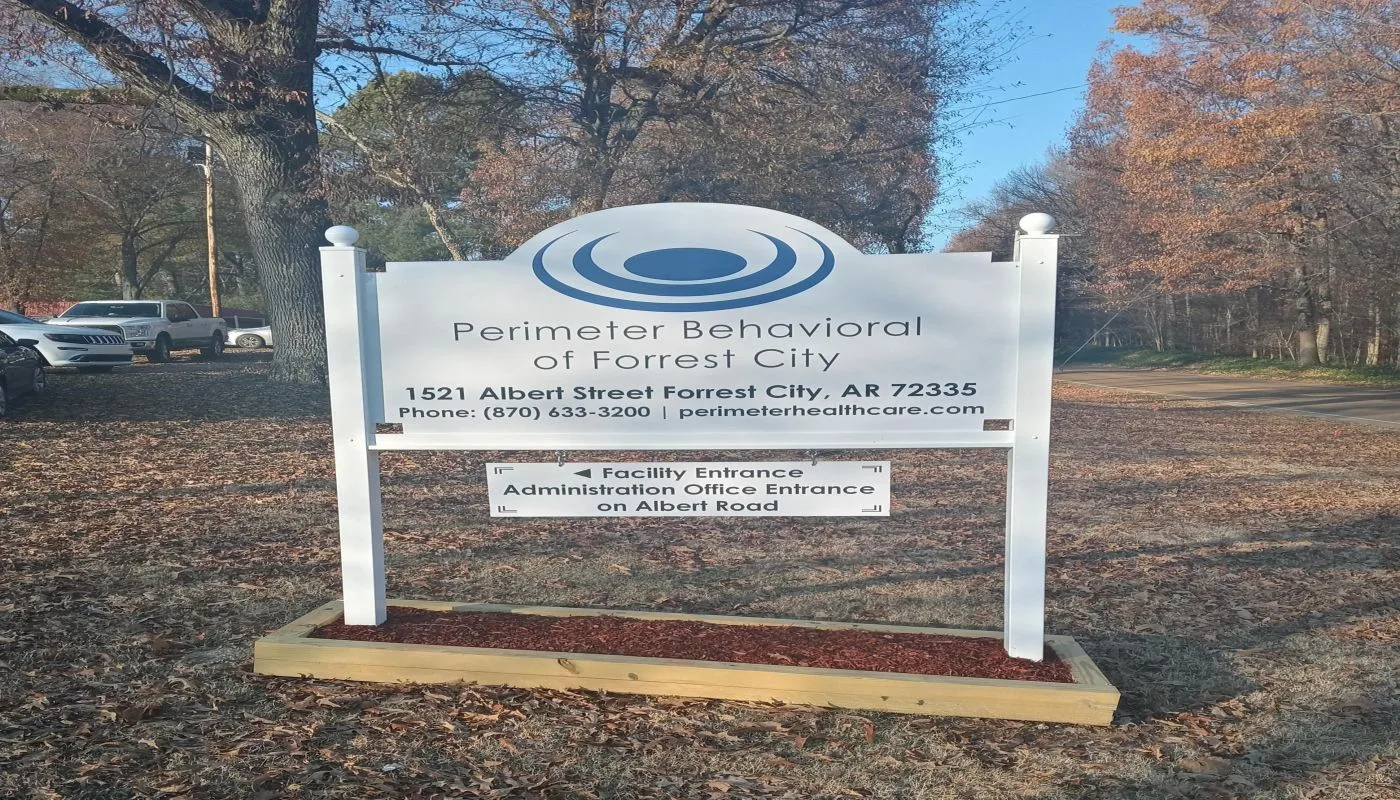 Perimeter Behavioral
of Forrest City
1521 Albert Street Forrest City, AR 72335
Phone: (870) 633-3200 | perimeterhealthcare.com
◄ Facility Entrance
Administration Office Entrance
on Albert Road